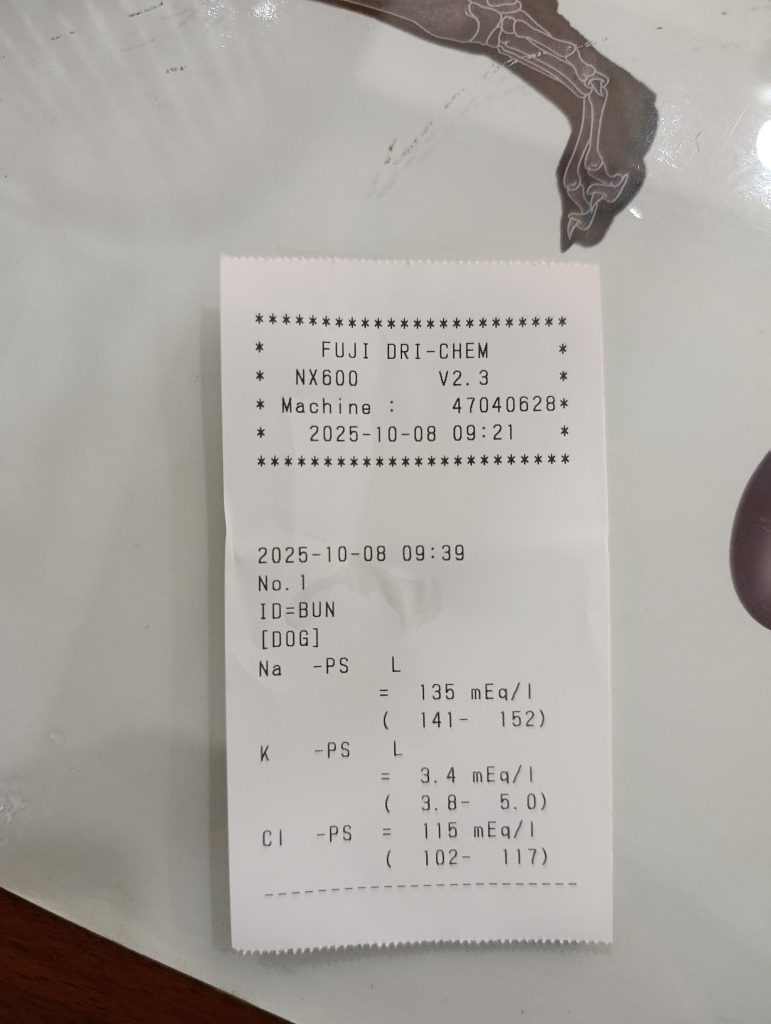 ************************
* FUJI DRI-CHEM *
* NX600 V2.3 *
* Machine : 47040628*
* 2025-10-08 09:21 *
************************
2025-10-08 09:39
No.1
ID=BUN
[DOG]
Na -PS L
= 135 mEq/l
( 141- 152)
K -PS L
= 3.4 mEq/l
( 3.8- 5.0)
Cl -PS = 115 mEq/l
( 102- 117)
------------------------